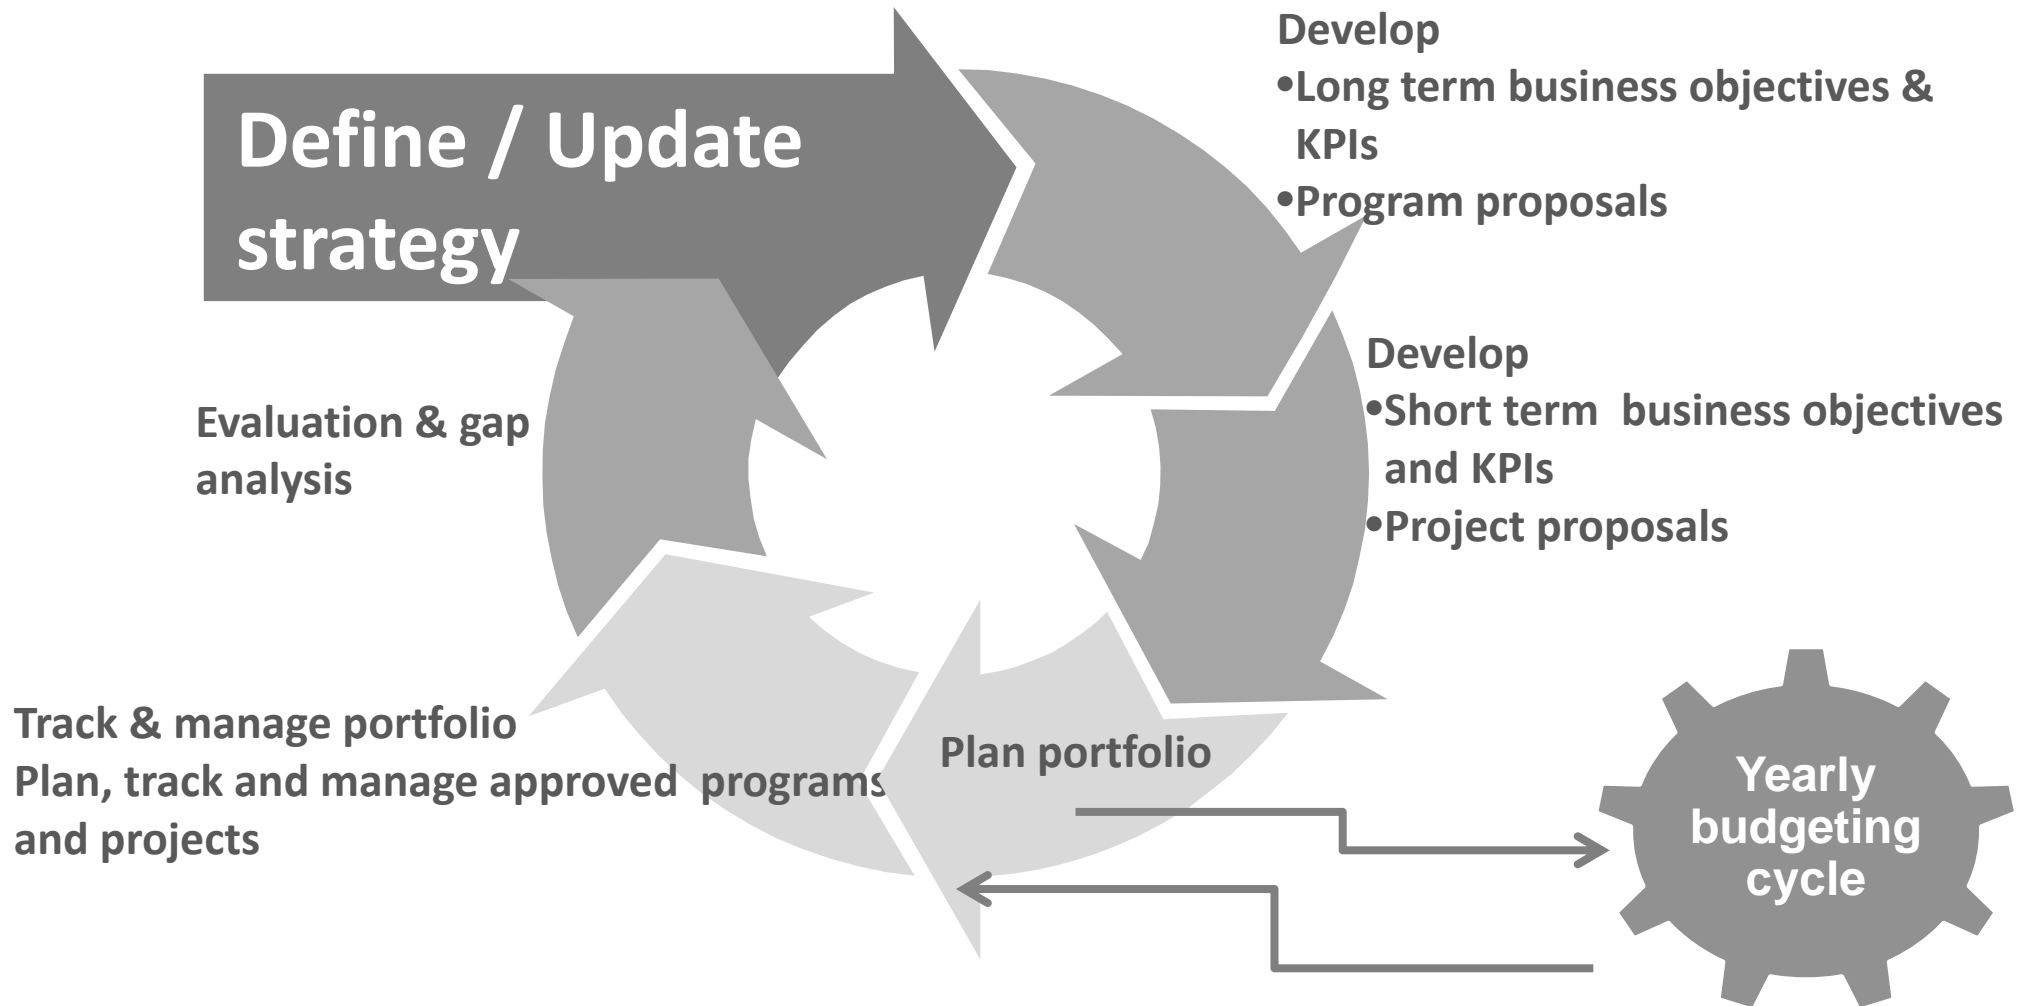 Define / Update
strategy
Develop
•Long term business objectives &
KPIs
•Program proposals
Develop
•Short term  business objectives
and KPIs
•Project proposals
Plan portfolio
Yearly
budgeting
cycle
Track & manage portfolio
Plan, track and manage approved  programs
and projects
Evaluation & gap
analysis